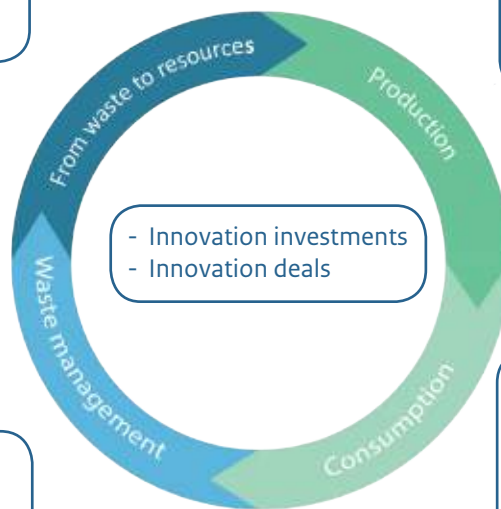 From waste to resources
Production
- Innovation investments
- Innovation deals
Waste management
Consumption